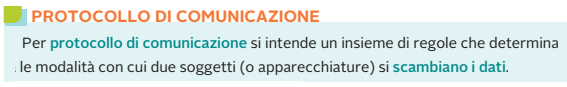 PROTOCOLLO DI COMUNICAZIONE
Per protocollo di comunicazione si intende un insieme di regole che determina
le modalità con cui due soggetti (o apparecchiature) si scambiano i dati.